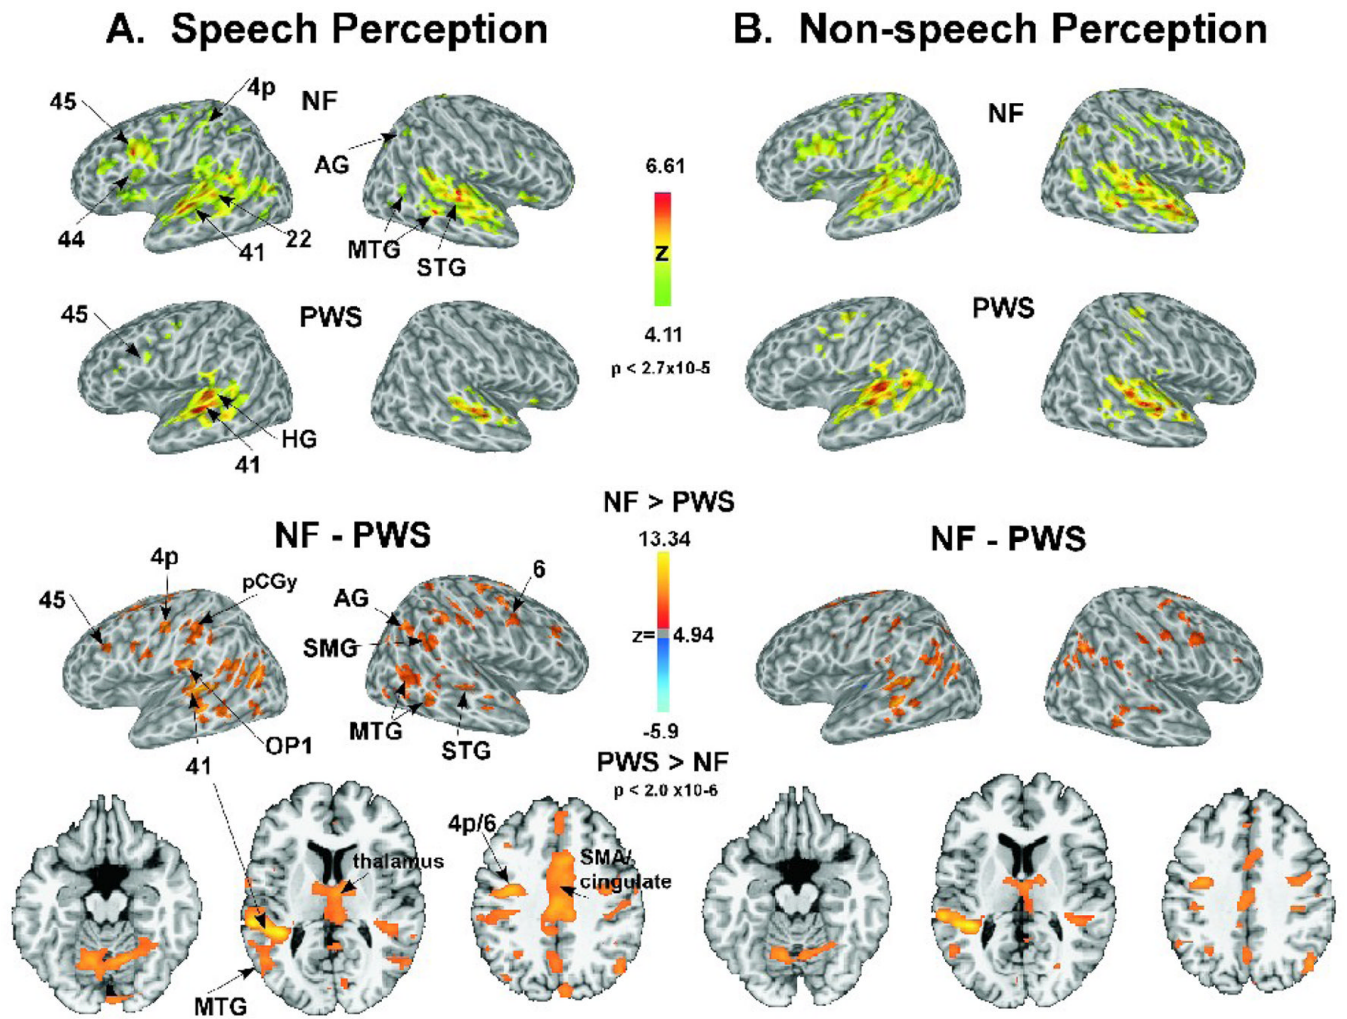 A. Speech Perception
B. Non-speech Perception
45
4p
NF
AG
44
41
22
MTG
STG
6.61
z
4.11
p < 2.7x10-5
NF
45
PWS
HG
41
PWS
NF - PWS
4p
pCGy
45
AG
SMG
6
MTG
STG
OP1
41
NF > PWS
13.34
z= 4.94
-5.9
PWS > NF
p < 2.0 x10-6
NF - PWS
thalamus
MTG
4p/6
SMA/
cingulate